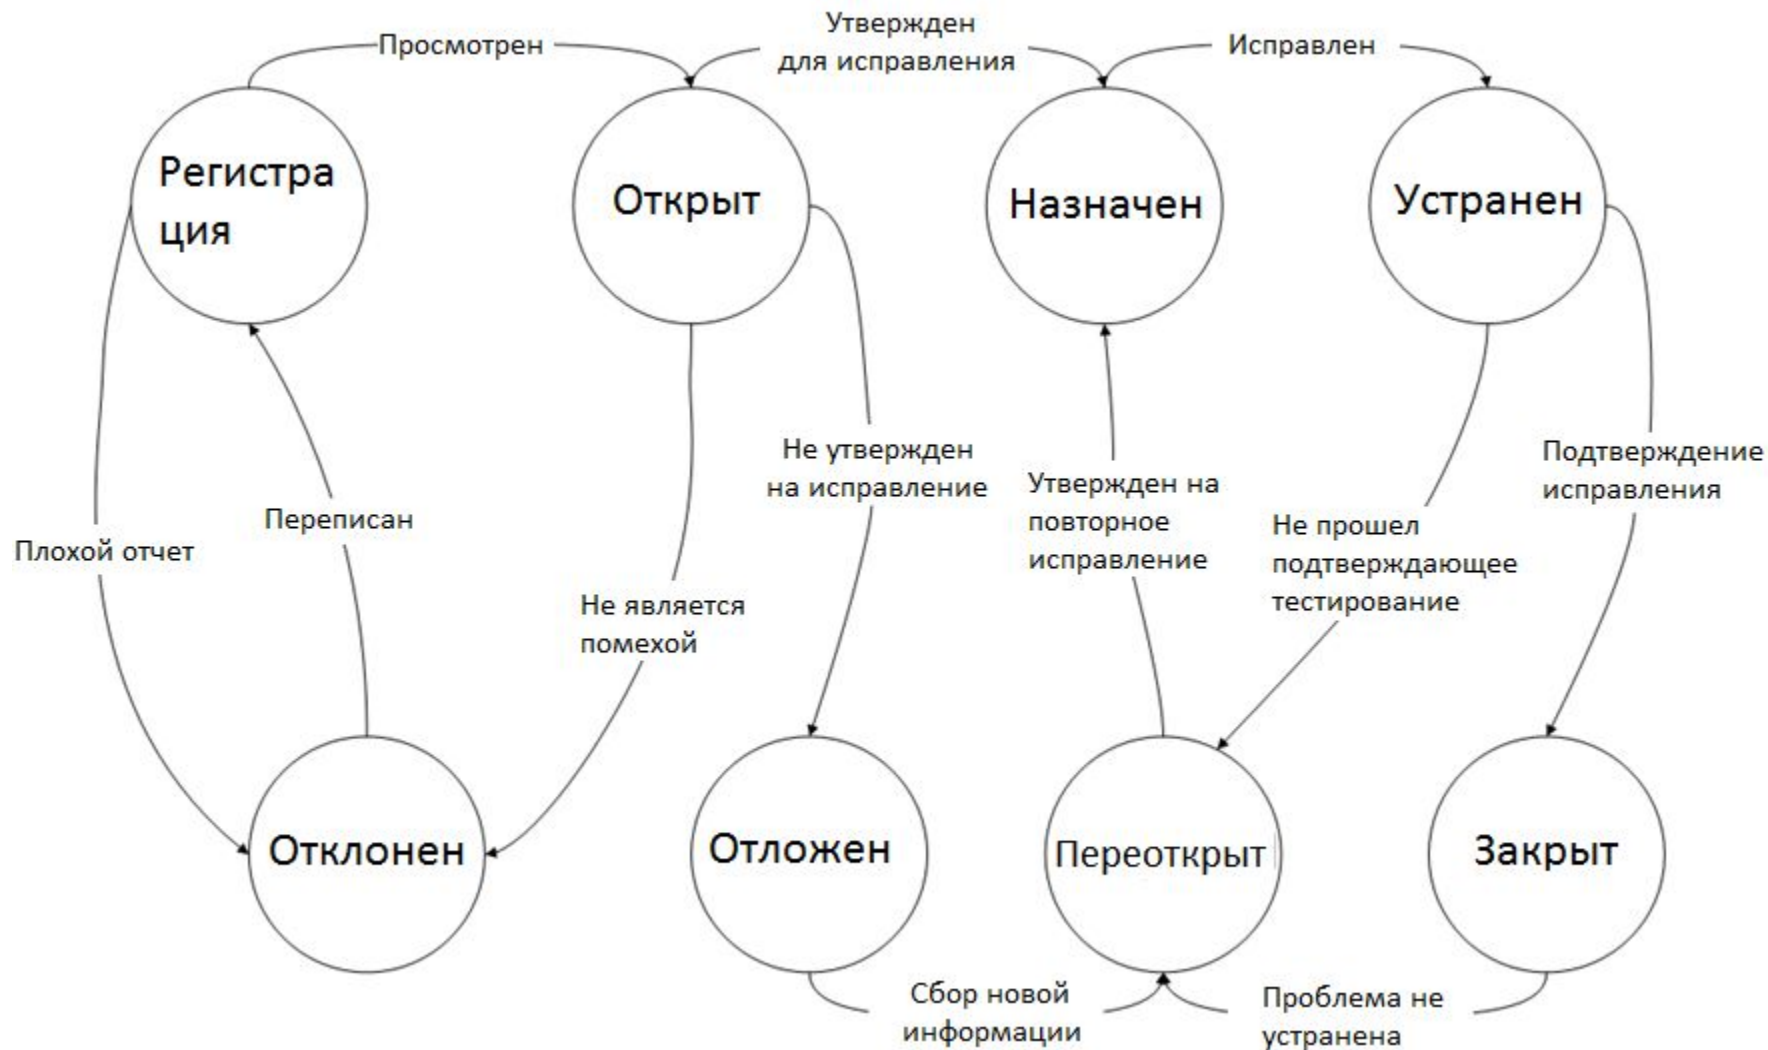 Просмотрен
Утвержден
для исправления
Исправлен
Регистра
ция
Открыт
Назначен
Устранен
Не утвержден
на исправление
Утвержден на
повторное
исправление
Подтверждение
исправления
Плохой отчет
Переписан
Не прошел
подтверждающее
тестирование
Не является
помехой
Отклонен
Отложен
Переоткрыт
Закрыт
Сбор новой
информации
Проблема не
устранена